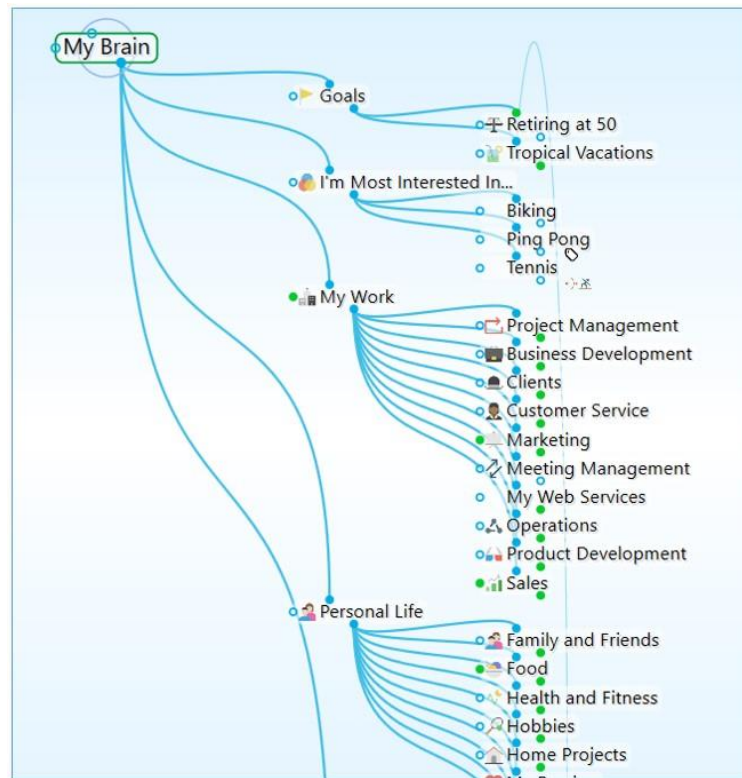 My Brain
Goals
Retiring at 50
Tropical Vacations
I'm Most Interested In...
Biking
Ping Pong
Tennis
My Work
Project Management
Business Development
Clients
Customer Service
Marketing
Meeting Management
My Web Services
Operations
Product Development
Sales
Personal Life
Family and Friends
Food
Health and Fitness
Hobbies
Home Projects